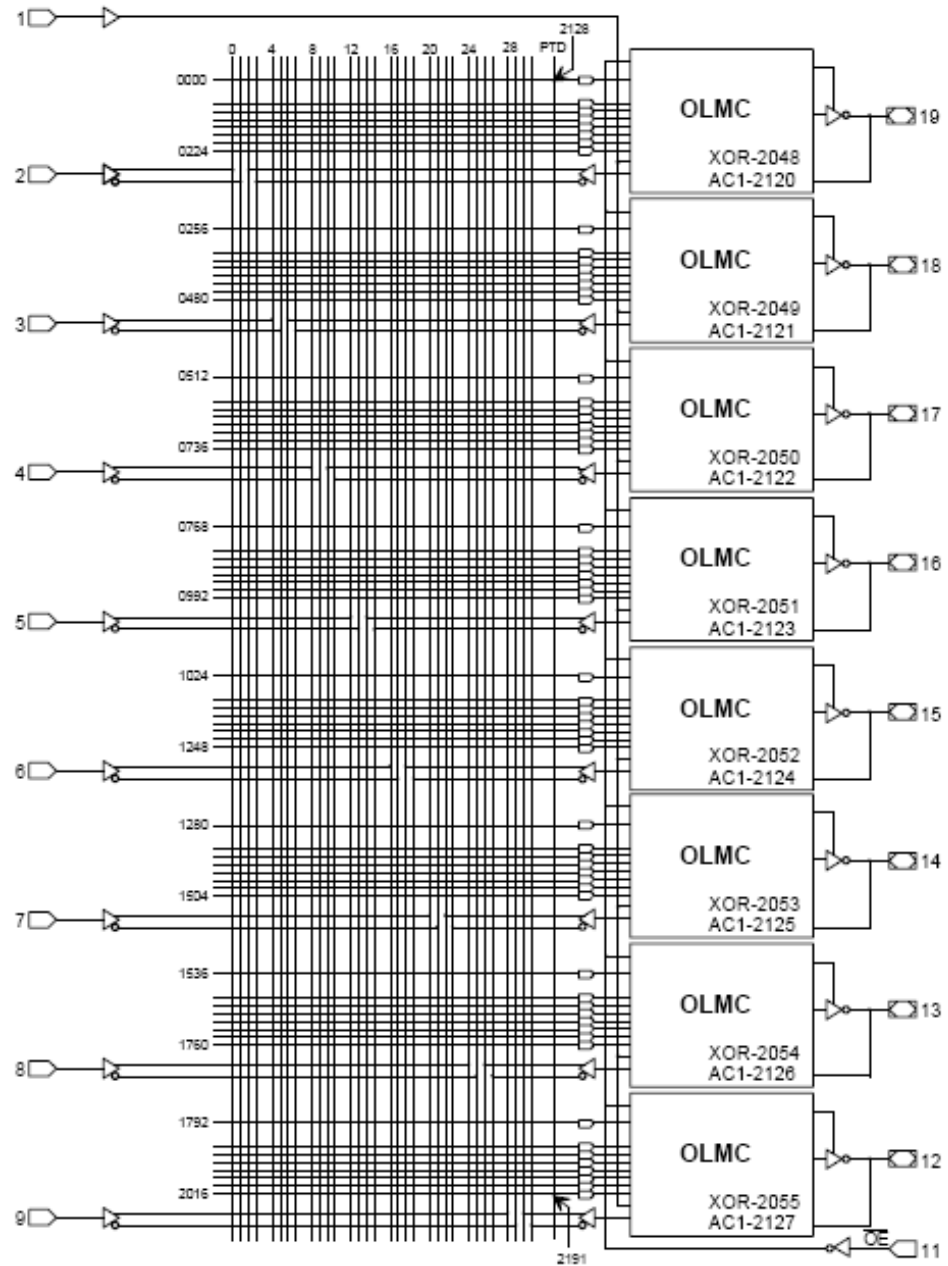 1
2128
0 4 8 12 16 20 24 28 PTD
0000
OLMC
19
XOR-2048
AC1-2120
0224
2
0256
OLMC
18
XOR-2049
AC1-2121
0480
3
0512
OLMC
17
XOR-2050
AC1-2122
0736
4
0768
OLMC
16
XOR-2051
AC1-2123
0992
5
1024
OLMC
15
XOR-2052
AC1-2124
1248
6
1280
OLMC
14
XOR-2053
AC1-2125
1504
7
1536
OLMC
13
XOR-2054
AC1-2126
1760
8
1792
OLMC
12
XOR-2055
AC1-2127
2016
9
2191
OE
11